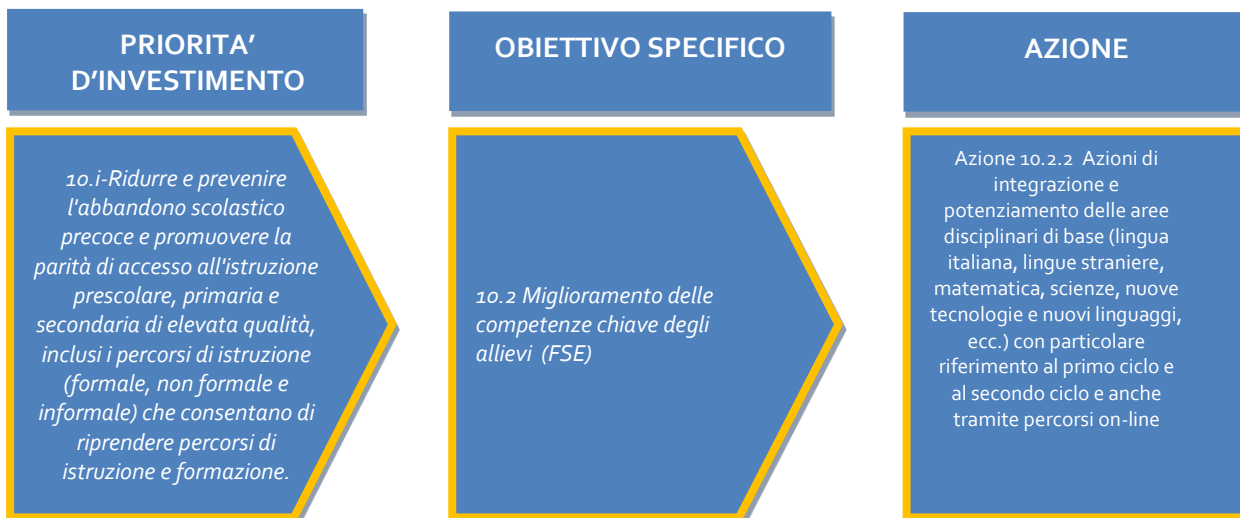 PRIORITA’
D’INVESTIMENTO
10.i-Ridurre e prevenire
l'abbandono scolastico
precoce e promuovere la
parità di accesso all'istruzione
prescolare, primaria e
secondaria di elevata qualità,
inclusi i percorsi di istruzione
(formale, non formale e
informale) che consentano di
riprendere percorsi di
istruzione e formazione.
OBIETTIVO SPECIFICO
10.2 Miglioramento delle
competenze chiave degli
allievi (FSE)
AZIONE
Azione 10.2.2 Azioni di
integrazione e
potenziamento delle aree
disciplinari di base (lingua
italiana, lingue straniere,
matematica, scienze, nuove
tecnologie e nuovi linguaggi,
ecc.) con particolare
riferimento al primo ciclo e
al secondo ciclo e anche
tramite percorsi on-line